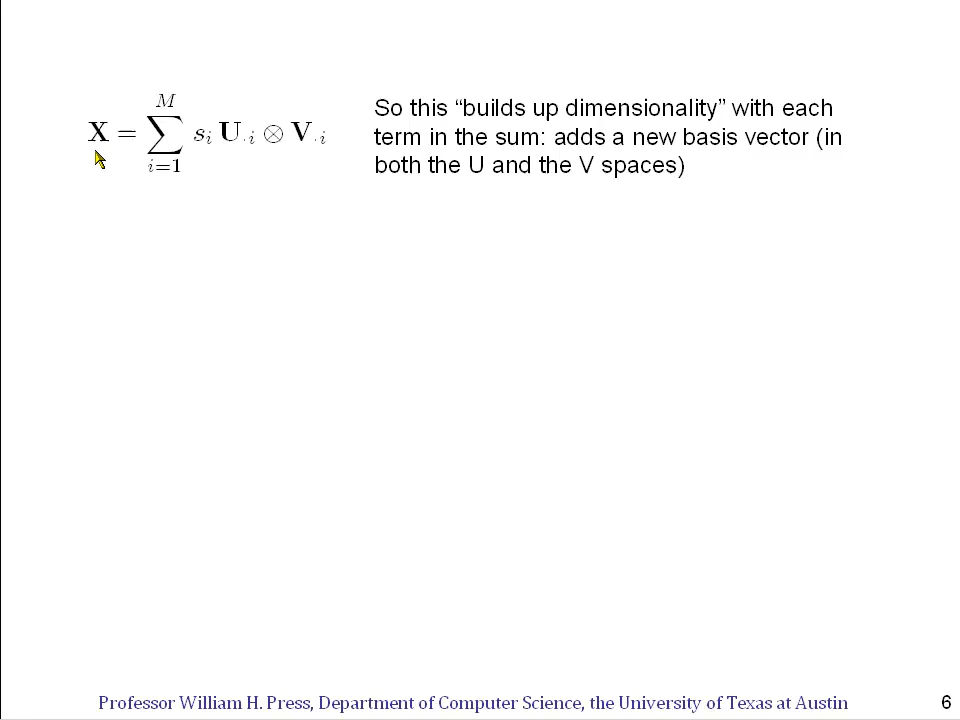 X = \sum_{i=1}^{M} s_i U_{·i} ⊗ V_{·i}
So this “builds up dimensionality” with each
term in the sum: adds a new basis vector (in
both the U and the V spaces)
Professor William H. Press, Department of Computer Science, the University of Texas at Austin
6